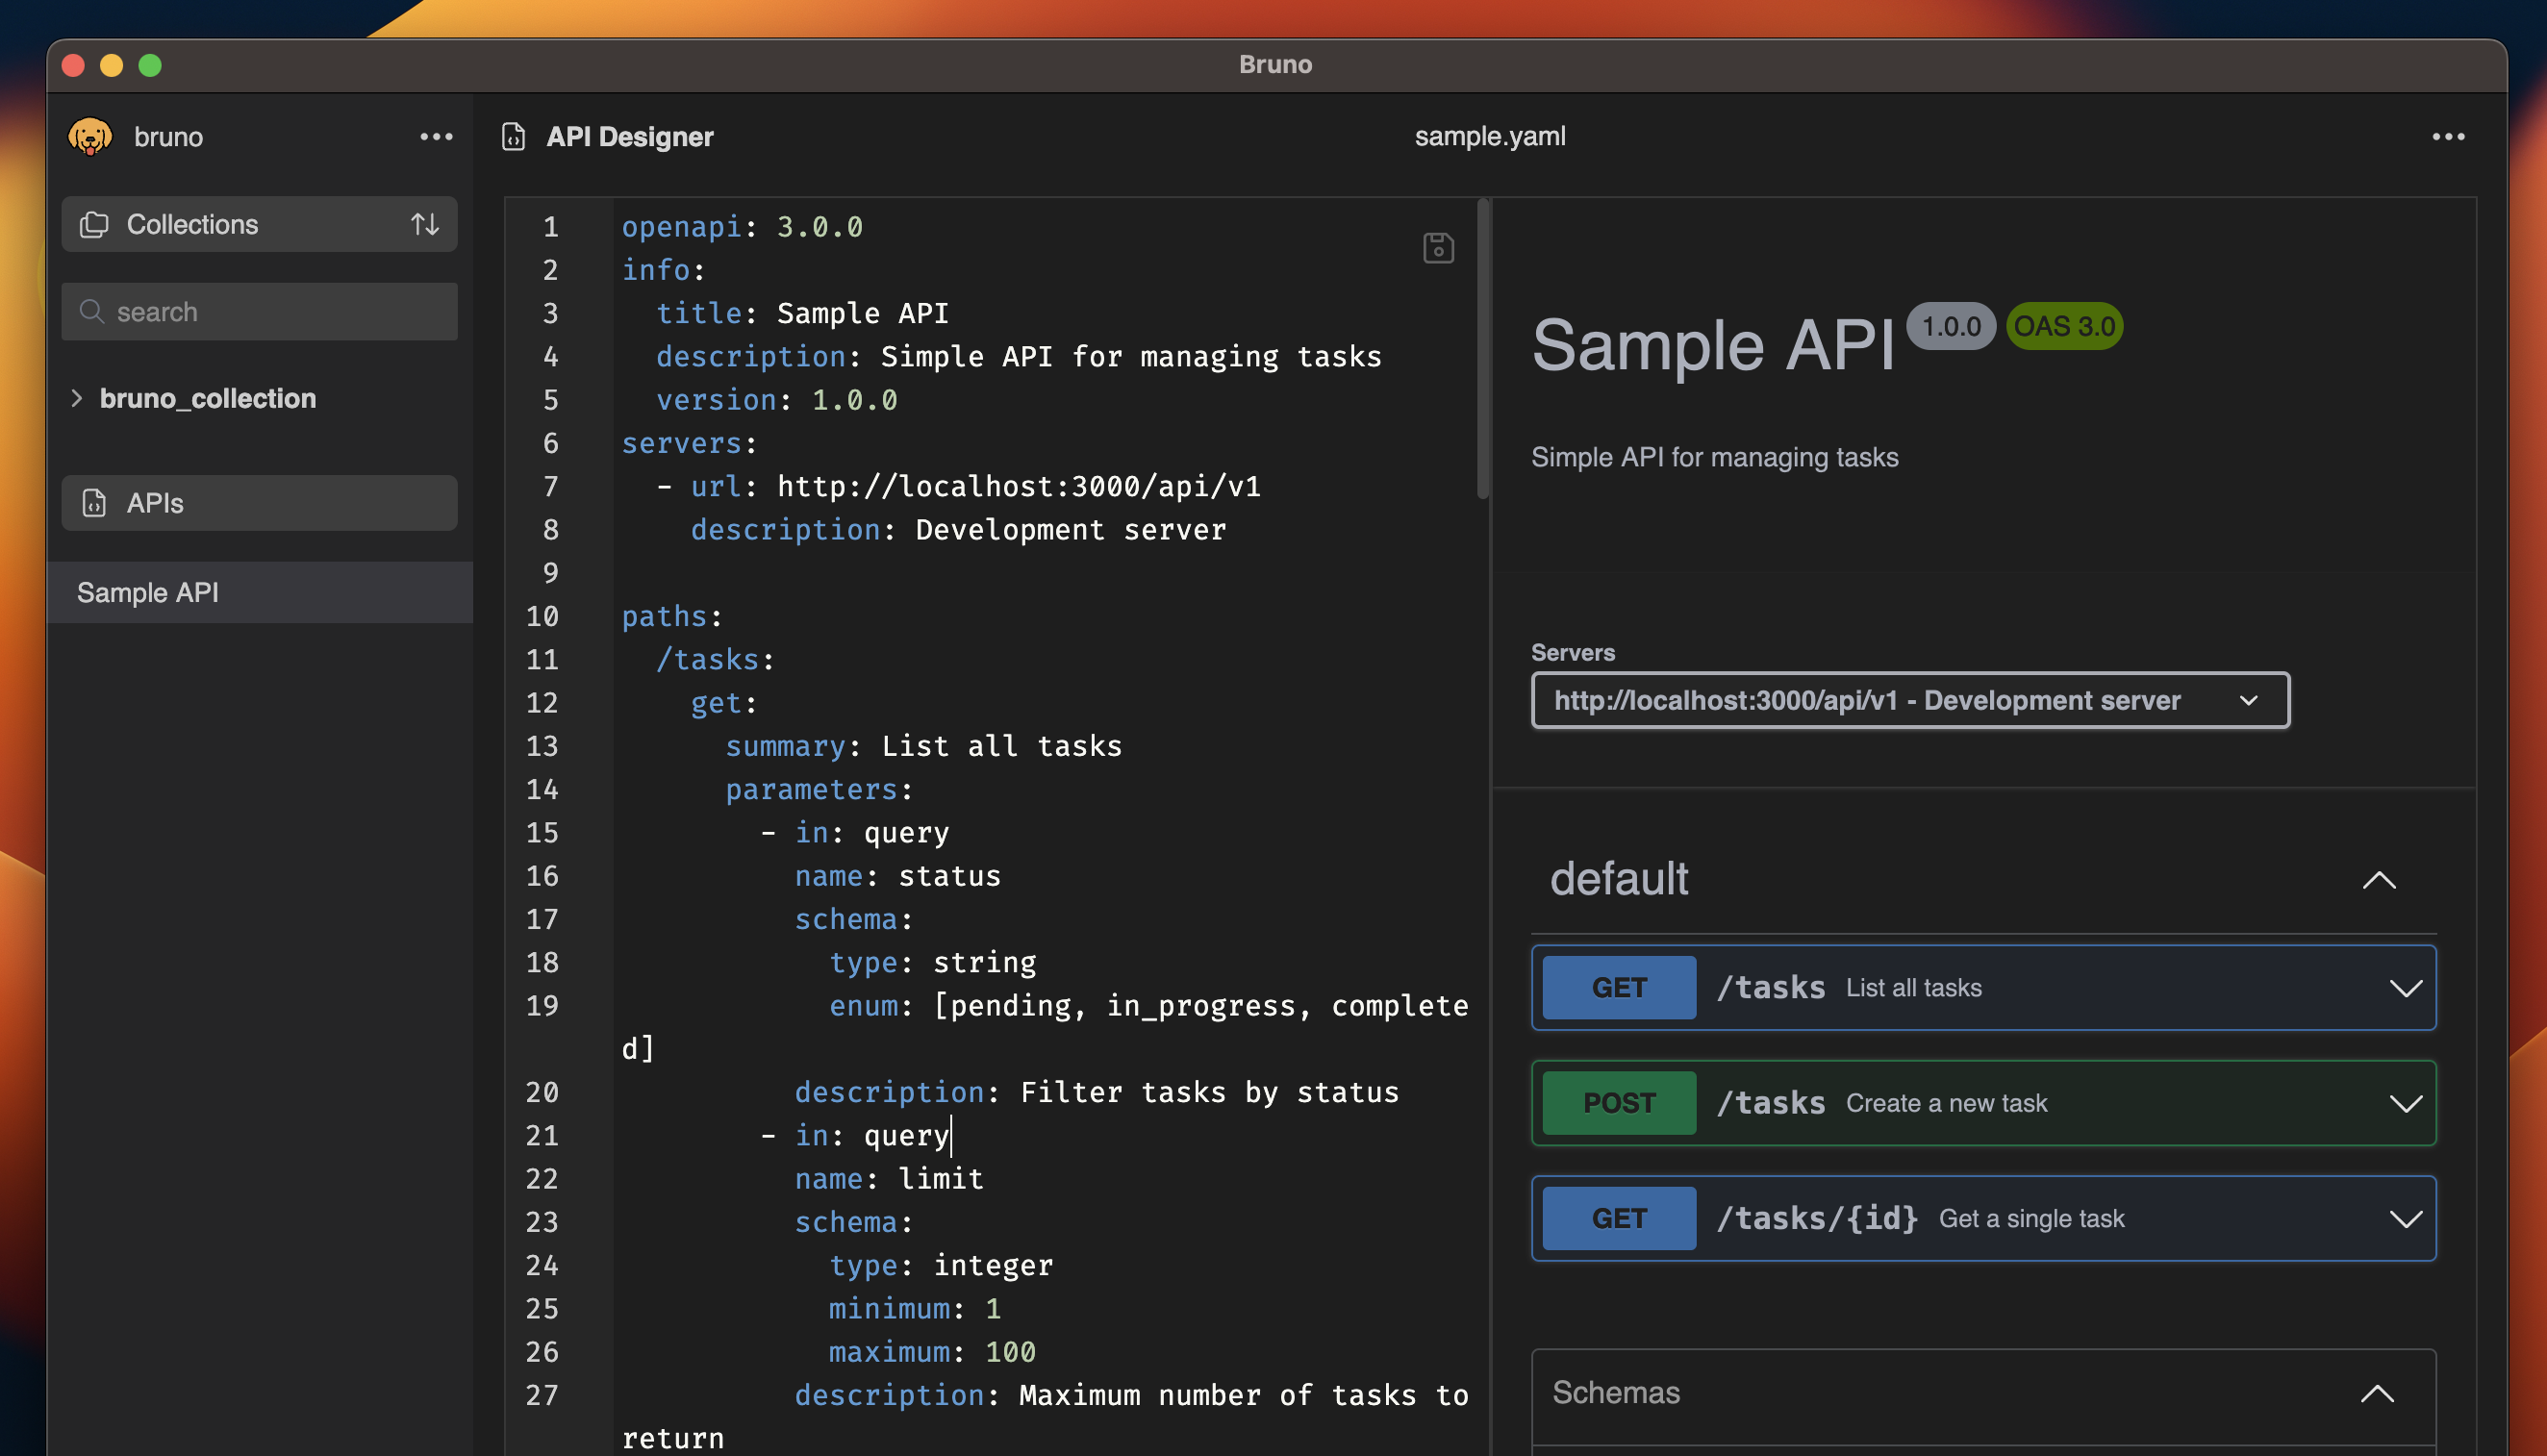 Bruno
bruno
Collections
search
bruno_collection
APIs
Sample API
API Designer
sample.yaml
1 openapi: 3.0.0
2 info:
3   title: Sample API
4   description: Simple API for managing tasks
5   version: 1.0.0
6 servers:
7   - url: http://localhost:3000/api/v1
8     description: Development server
9
10 paths:
11   /tasks:
12     get:
13       summary: List all tasks
14       parameters:
15         - in: query
16           name: status
17           schema:
18             type: string
19             enum: [pending, in_progress, complete
d]
20           description: Filter tasks by status
21         - in: query
22           name: limit
23           schema:
24             type: integer
25             minimum: 1
26             maximum: 100
27           description: Maximum number of tasks to
return
Sample API 1.0.0 OAS 3.0
Simple API for managing tasks
Servers
http://localhost:3000/api/v1 - Development server
default
GET /tasks List all tasks
POST /tasks Create a new task
GET /tasks/{id} Get a single task
Schemas